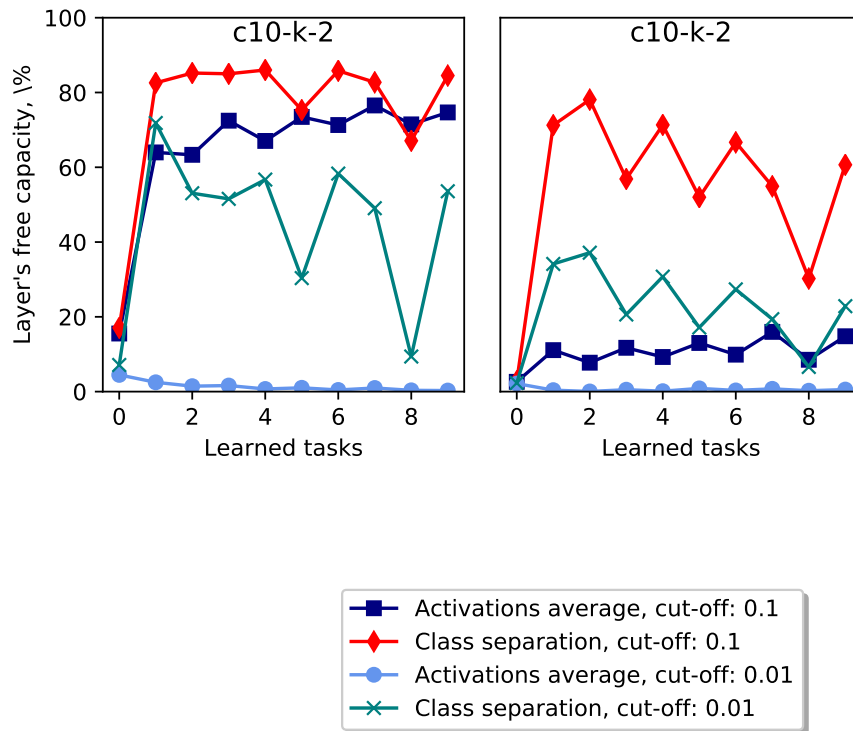 c10-k-2
c10-k-2
Layer's free capacity, \%
100
80
60
40
20
0
0 2 4 6 8
0 2 4 6 8
Learned tasks
Learned tasks
Activations average, cut-off: 0.1
Class separation, cut-off: 0.1
Activations average, cut-off: 0.01
Class separation, cut-off: 0.01